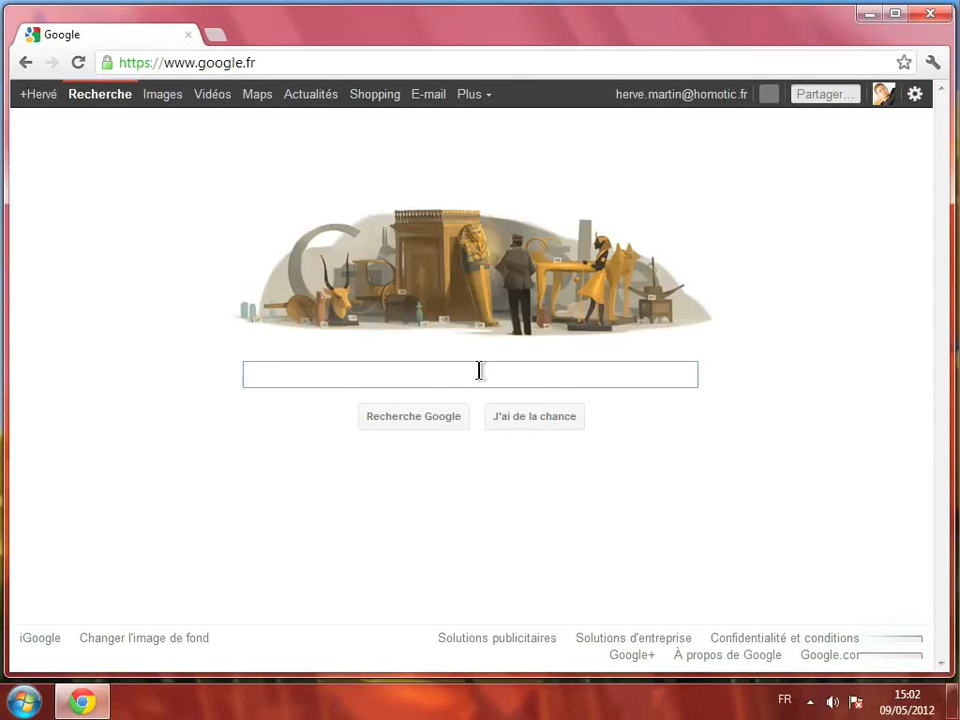 Google
https://www.google.fr
+Hervé Recherche Images Vidéos Maps Actualités Shopping E-mail Plus herve.martin@homotic.fr Partager...
Recherche Google J'ai de la chance
iGoogle Changer l'image de fond Solutions publicitaires Solutions d'entreprise Confidentialité et conditions
Google+ À propos de Google Google.cor
FR 15:02
09/05/2012